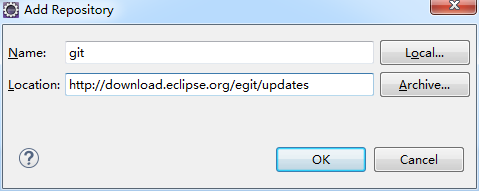 Add Repository
Name: git Local...
Location: http://download.eclipse.org/egit/updates Archive...
? OK Cancel